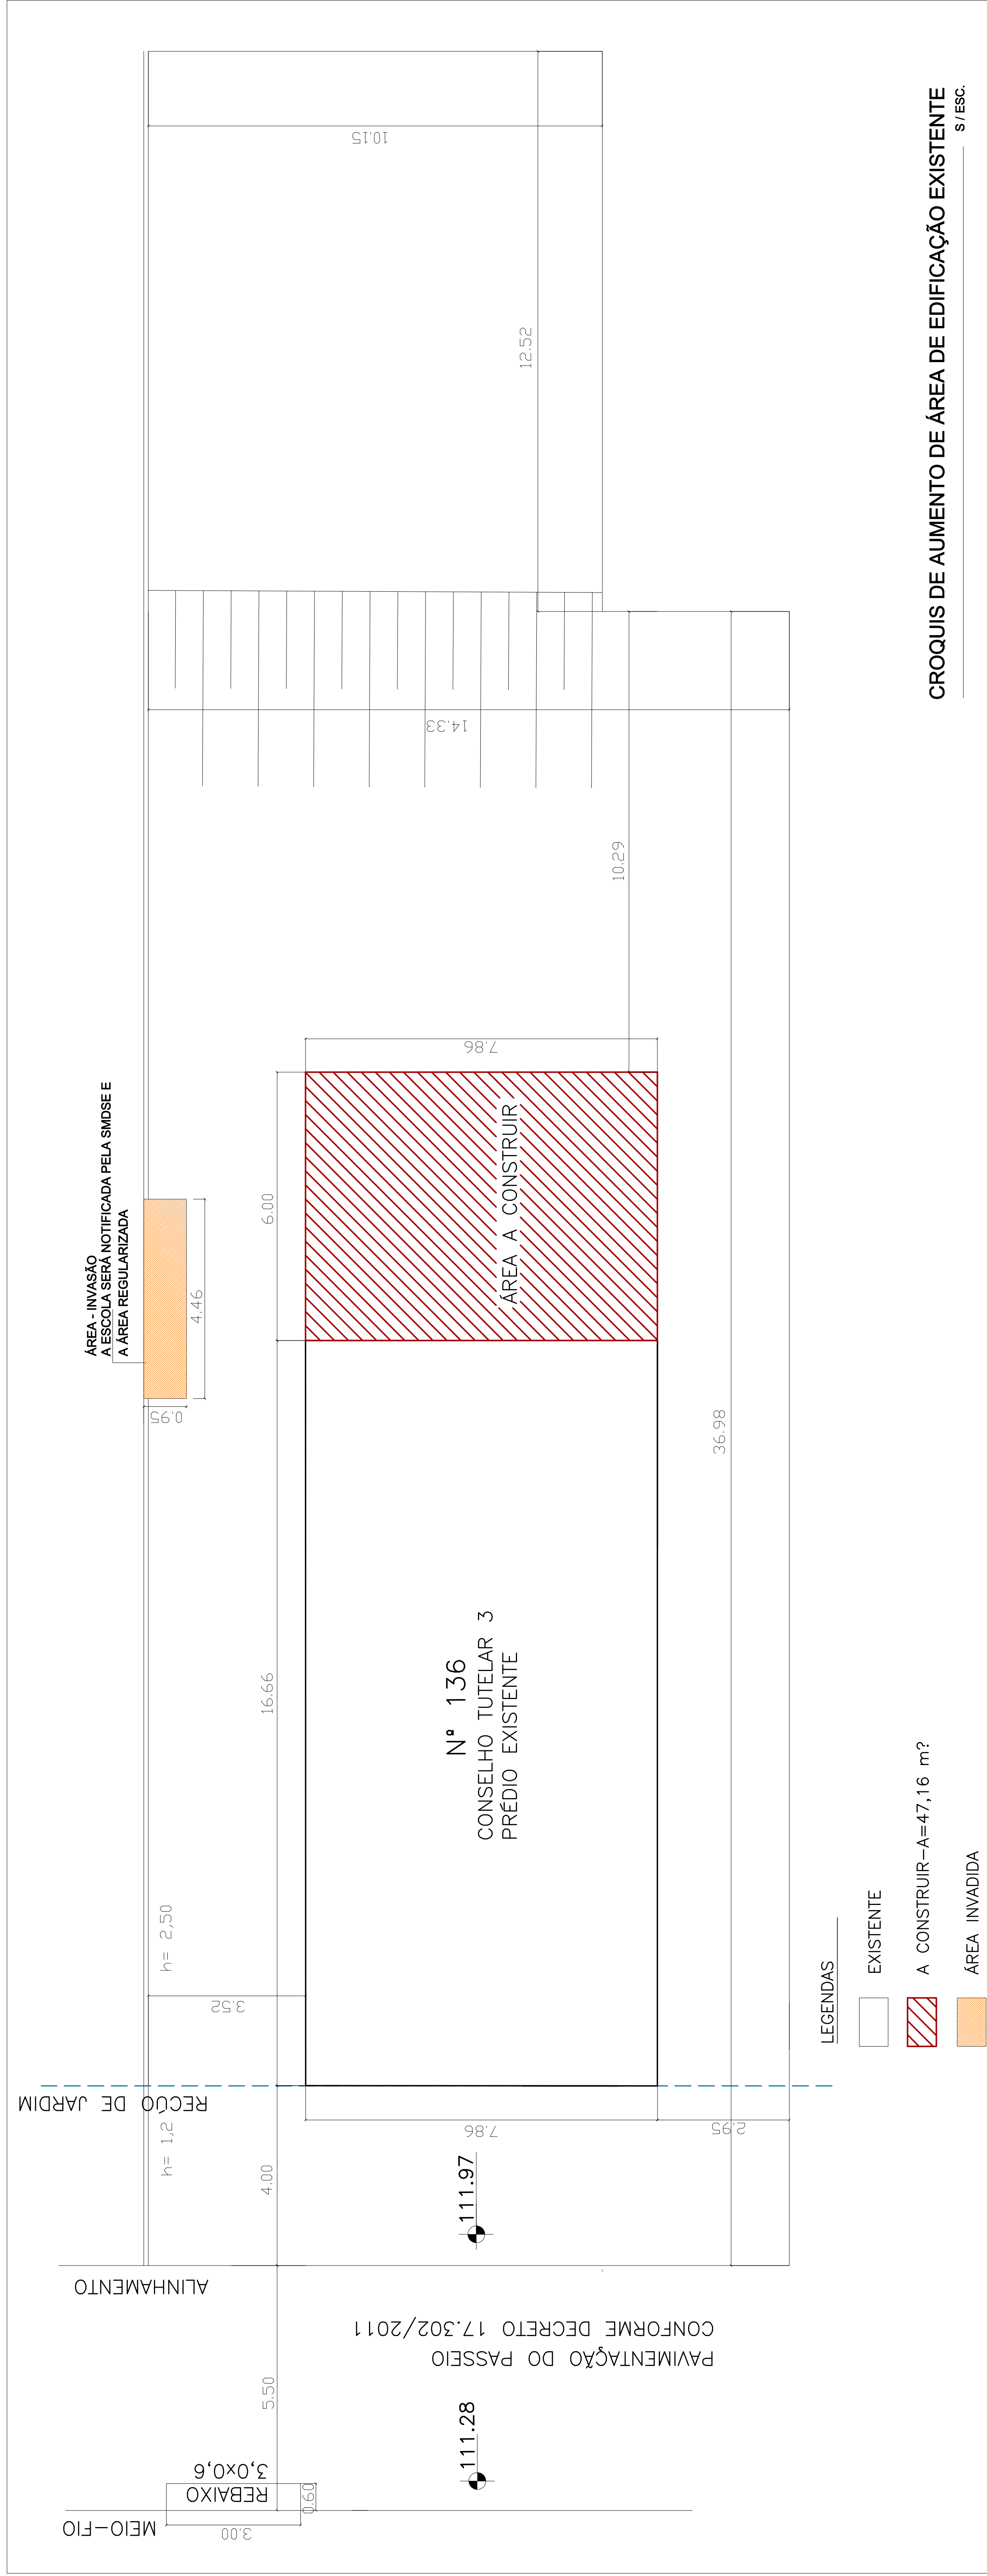 10.15
12.52
14.33
10.29
7.86
6.00
ÁREA A CONSTRUIR
ÁREA - INVASÃO
A ESCOLA SERÁ NOTIFICADA PELA SMDSE E
A ÁREA REGULARIZADA
4.46
0.95
36.98
16.66
Nª 136
CONSELHO TUTELAR 3
PRÉDIO EXISTENTE
h= 2,50
3.52
RECÚO DE JARDIM
h= 1,2
4.00
7.86
2.95
111.97
ALINHAMENTO
PAVIMENTAÇÃO DO PASSEIO
CONFORME DECRETO 17.302/2011
5.50
111.28
REBAIXO
3,0x0,6
0.60
3.00
MEIO-FIO
LEGENDAS
EXISTENTE
A CONSTRUIR-A=47,16 m?
ÁREA INVADIDA
CROQUIS DE AUMENTO DE ÁREA DE EDIFICAÇÃO EXISTENTE
S / ESC.